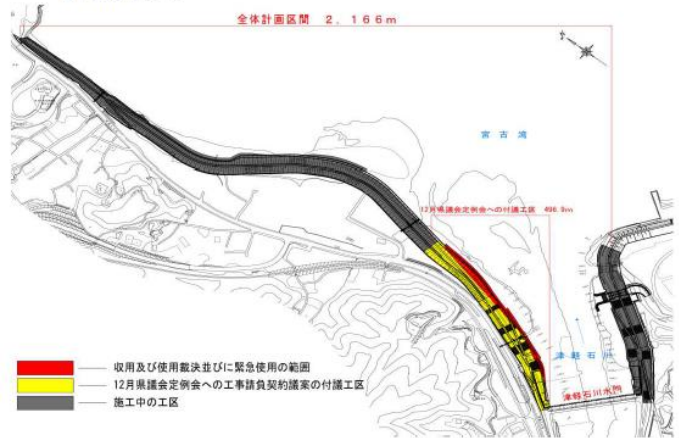 全体計画区間 2,166m
宮古湾
12月県議会定例会への付議工区 496.9m
津軽石川
津軽石川水門
収用及び使用裁決並びに緊急使用の範囲
12月県議会定例会への工事請負契約議案の付議工区
施工中の工区